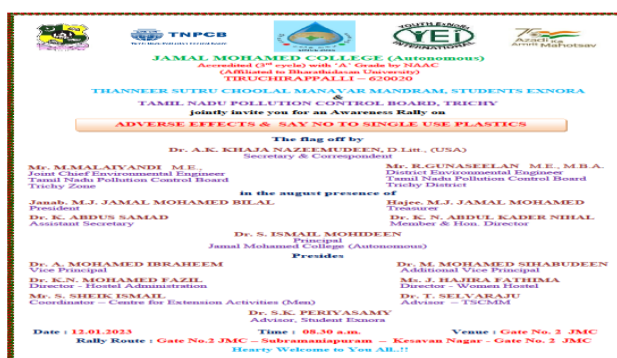 TNPCB
YOUTH EXNORA
YEi
INTERNATIONAL
Azadi Ka
Amrit Mahotsav
JAMAL MOHAMED COLLEGE (Autonomous)
Accredited (3rd cycle) with 'A' Grade by NAAC
(Affiliated to Bharathidasan University)
TIRUCHIRAPPALLI – 620020
THANNEER SUTRU CHOOLAL MANAVAR MANDRAM, STUDENTS EXNORA
&
TAMIL NADU POLLUTION CONTROL BOARD, TRICHY
jointly invite you for an Awareness Rally on
ADVERSE EFFECTS & SAY NO TO SINGLE USE PLASTICS
The flag off by
Dr. A.K. KHAJA NAZEEMUDEEN, D.Litt., (USA)
Secretary & Correspondent
Mr. M.MALAIYANDI M.E.,
Joint Chief Environmental Engineer
Tamil Nadu Pollution Control Board
Trichy Zone
Mr. R.GUNASEELAN M.E., M.B.A.
District Environmental Engineer
Tamil Nadu Pollution Control Board
Trichy District
in the august presence of
Janab. M.J. JAMAL MOHAMED BILAL
President
Hajee. M.J. JAMAL MOHAMED
Treasurer
Dr. K. ABDUS SAMAD
Assistant Secretary
Dr. K. N. ABDUL KADER NIHAL
Member & Hon. Director
Dr. S. ISMAIL MOHIDEEN
Principal
Jamal Mohamed College (Autonomous)
Presides
Dr. A. MOHAMED IBRAHEEM
Vice Principal
Dr. M. MOHAMED SIHABUDEEN
Additional Vice Principal
Dr. K.N. MOHAMED FAZIL
Director - Hostel Administration
Ms. J. HAJIRA FATHIMA
Director - Women Hostel
Mr. S. SHEIK ISMAIL
Coordinator – Centre for Extension Activities (Men)
Dr. T. SELVARAJU
Advisor – TSCMM
Dr. S.K. PERIYASAMY
Advisor, Student Exnora
Date : 12.01.2023 Time : 08.30 a.m. Venue : Gate No. 2 JMC
Rally Route : Gate No.2 JMC – Subramaniapuram – Kesavan Nagar - Gate No. 2 JMC
Hearty Welcome to You All..!!